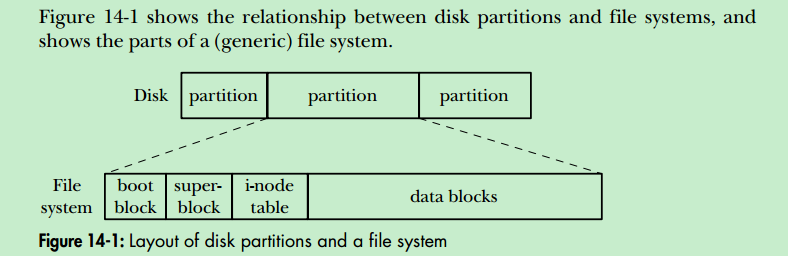 Figure 14-1 shows the relationship between disk partitions and file systems, and
shows the parts of a (generic) file system.
Disk partition partition partition
File boot super- i-node
system block block table data blocks
Figure 14-1: Layout of disk partitions and a file system